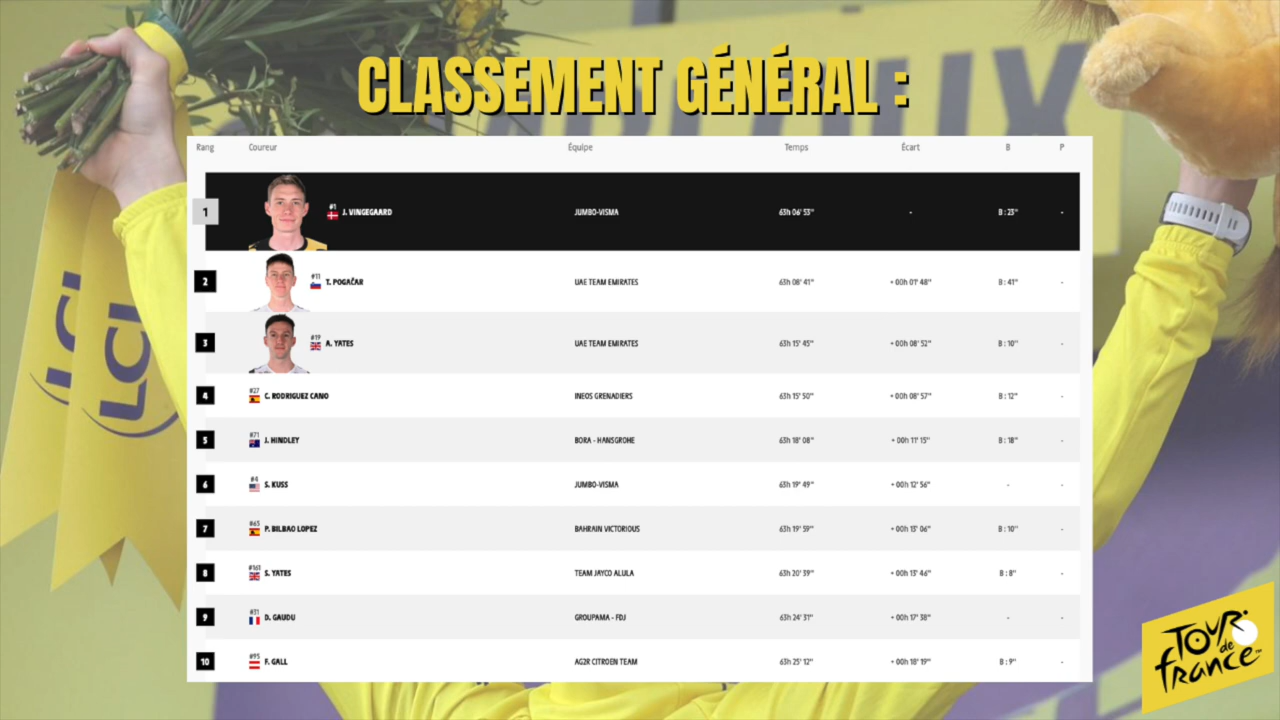 CLASSEMENT GÉNÉRAL :
Rang Coureur Équipe Temps Écart B P
1 #1 J. VINGEGAARD JUMBO-VISMA 63h 06' 53" - B : 23" -
2 #11 T. POGAČAR UAE TEAM EMIRATES 63h 08' 41" + 00h 01' 48" B : 41" -
3 #19 A. YATES UAE TEAM EMIRATES 63h 15' 45" + 00h 08' 52" B : 10" -
4 #27 C. RODRIGUEZ CANO INEOS GRENADIERS 63h 15' 50" + 00h 08' 57" B : 12" -
5 #71 J. HINDLEY BORA - HANSGROHE 63h 18' 08" + 00h 11' 15" B : 18" -
6 #4 S. KUSS JUMBO-VISMA 63h 19' 49" + 00h 12' 56" - -
7 #65 P. BILBAO LOPEZ BAHRAIN VICTORIOUS 63h 19' 59" + 00h 13' 06" B : 10" -
8 #161 S. YATES TEAM JAYCO ALULA 63h 20' 39" + 00h 13' 46" B : 8" -
9 #31 D. GAUDU GROUPAMA - FDJ 63h 24' 31" + 00h 17' 38" - -
10 #95 F. GALL AG2R CITROEN TEAM 63h 25' 12" + 00h 18' 19" B : 9" -
LCL
LCL
TOUR
de
france™